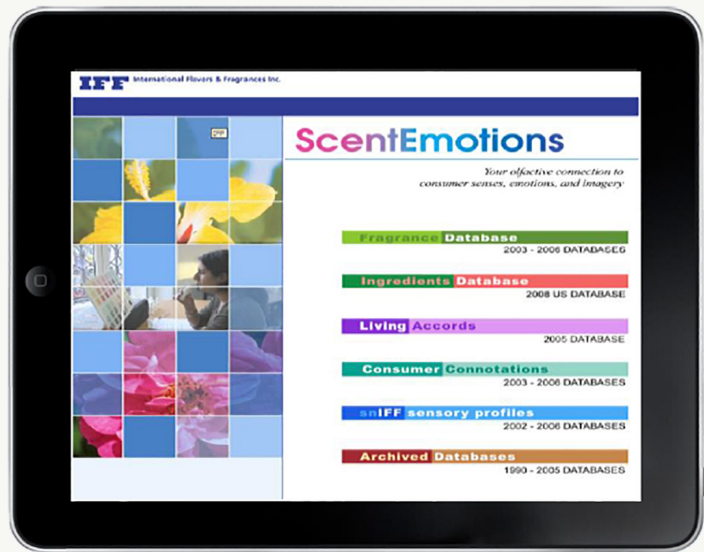 IFF International Flavors & Fragrances Inc.
ScentEmotions
Your olfactive connection to
consumer senses, emotions, and imagery
Fragrance Database
2003 - 2006 DATABASES
Ingredients Database
2008 US DATABASE
Living Accords
2005 DATABASE
Consumer Connotations
2003 - 2006 DATABASES
snIFF sensory profiles
2002 - 2006 DATABASES
Archived Databases
1990 - 2005 DATABASES